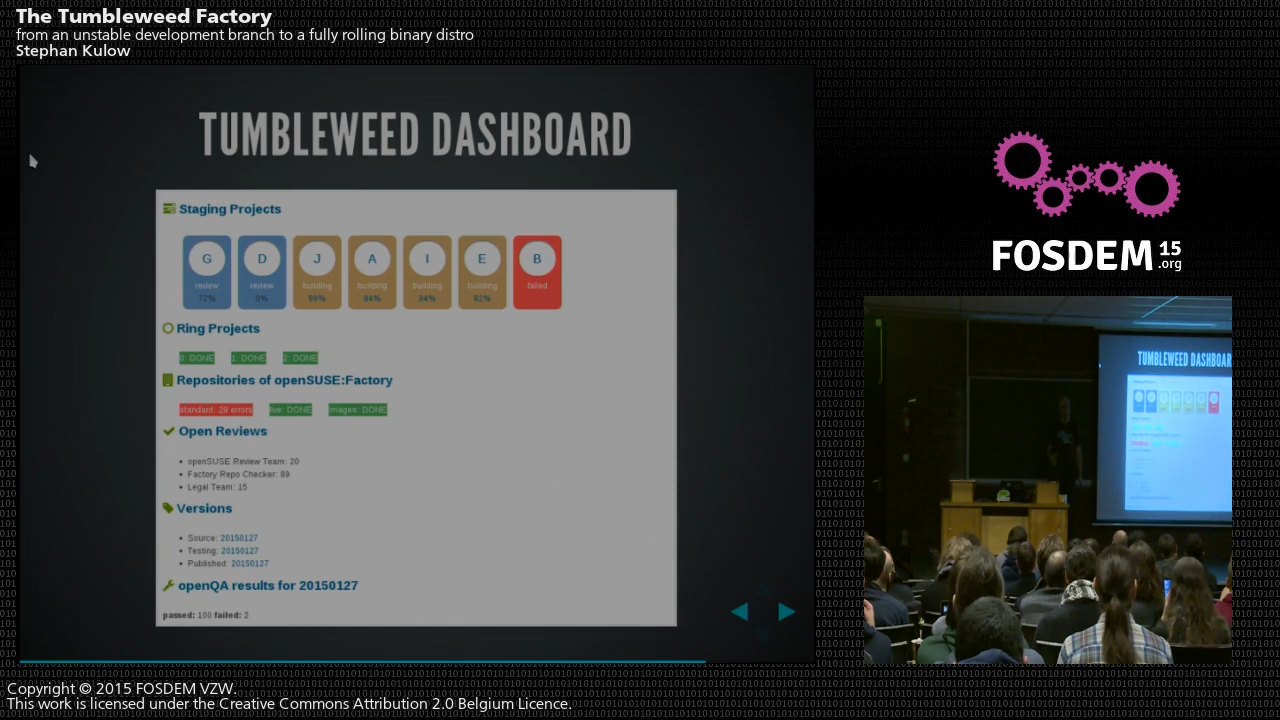 The Tumbleweed Factory
from an unstable development branch to a fully rolling binary distro
Stephan Kulow
TUMBLEWEED DASHBOARD
Staging Projects
G D J A I E B
review review building building building building failed
72% 0% 99% 94% 94% 82%
Ring Projects
0: DONE 1: DONE 2: DONE
Repositories of openSUSE:Factory
standard: 29 errors live: DONE images: DONE
Open Reviews
• openSUSE Review Team: 20
• Factory Repo Checker: 89
• Legal Team: 15
Versions
• Source: 20150127
• Testing: 20150127
• Published: 20150127
openQA results for 20150127
passed: 100 failed: 2
FOSDEM 15
.org
TUMBLEWEED DASHBOAR
Copyright © 2015 FOSDEM VZW.
This work is licensed under the Creative Commons Attribution 2.0 Belgium Licence.